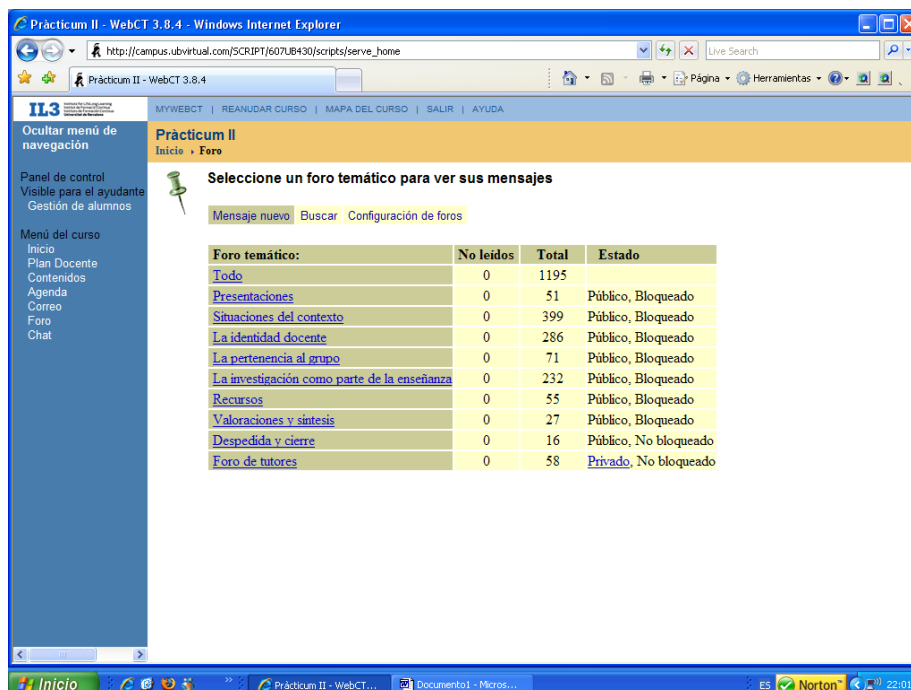 Pràcticum II - WebCT 3.8.4 - Windows Internet Explorer
http://campus.ubvirtual.com/SCRIPT/607UB430/scripts/serve_home
Live Search
Pràcticum II - WebCT 3.8.4
Página
Herramientas
IL3
MYWEBCT | REANUDAR CURSO | MAPA DEL CURSO | SALIR | AYUDA
Ocultar menú de
navegación
Pràcticum II
Inicio › Foro
Panel de control
Visible para el ayudante
Gestión de alumnos
Menú del curso
Inicio
Plan Docente
Contenidos
Agenda
Correo
Foro
Chat
Seleccione un foro temático para ver sus mensajes
Mensaje nuevo Buscar Configuración de foros
Foro temático: No leídos Total Estado
Todo 0 1195
Presentaciones 0 51 Público, Bloqueado
Situaciones del contexto 0 399 Público, Bloqueado
La identidad docente 0 286 Público, Bloqueado
La pertenencia al grupo 0 71 Público, Bloqueado
La investigación como parte de la enseñanza 0 232 Público, Bloqueado
Recursos 0 55 Público, Bloqueado
Valoraciones y síntesis 0 27 Público, Bloqueado
Despedida y cierre 0 16 Público, No bloqueado
Foro de tutores 0 58 Privado, No bloqueado
Inicio
Pràcticum II - WebCT...
Documento1 - Micros...
ES
Norton™
22:01